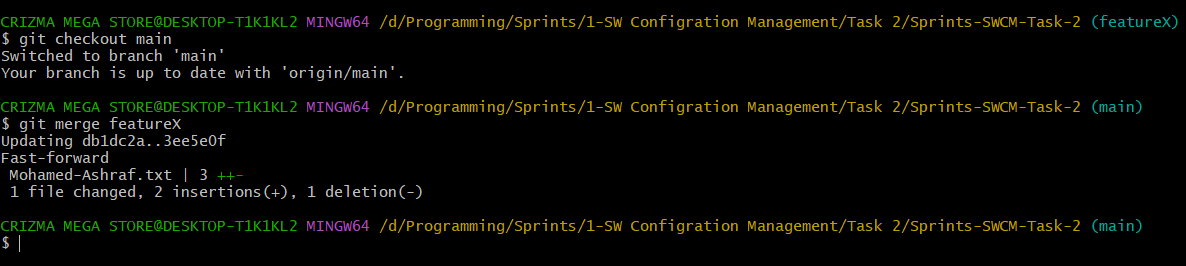 CRIZMA MEGA STORE@DESKTOP-T1K1KL2 MINGW64 /d/Programming/Sprints/1-SW Configration Management/Task 2/Sprints-SWCM-Task-2 (featureX)
$ git checkout main
Switched to branch 'main'
Your branch is up to date with 'origin/main'.
CRIZMA MEGA STORE@DESKTOP-T1K1KL2 MINGW64 /d/Programming/Sprints/1-SW Configration Management/Task 2/Sprints-SWCM-Task-2 (main)
$ git merge featureX
Updating db1dc2a..3ee5e0f
Fast-forward
 Mohamed-Ashraf.txt | 3 ++-
 1 file changed, 2 insertions(+), 1 deletion(-)
CRIZMA MEGA STORE@DESKTOP-T1K1KL2 MINGW64 /d/Programming/Sprints/1-SW Configration Management/Task 2/Sprints-SWCM-Task-2 (main)
$